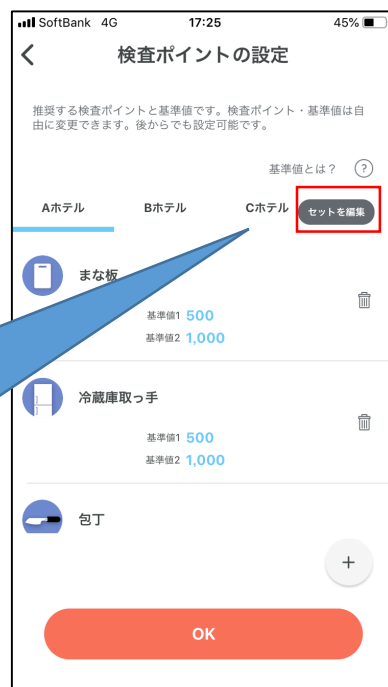 SoftBank 4G 17:25 45%
検査ポイントの設定
推奨する検査ポイントと基準値です。検査ポイント・基準値は自
由に変更できます。後からでも設定可能です。
基準値とは？ ?
Aホテル Bホテル Cホテル セットを編集
まな板
基準値1 500
基準値2 1,000
冷蔵庫取っ手
基準値1 500
基準値2 1,000
包丁
+
OK